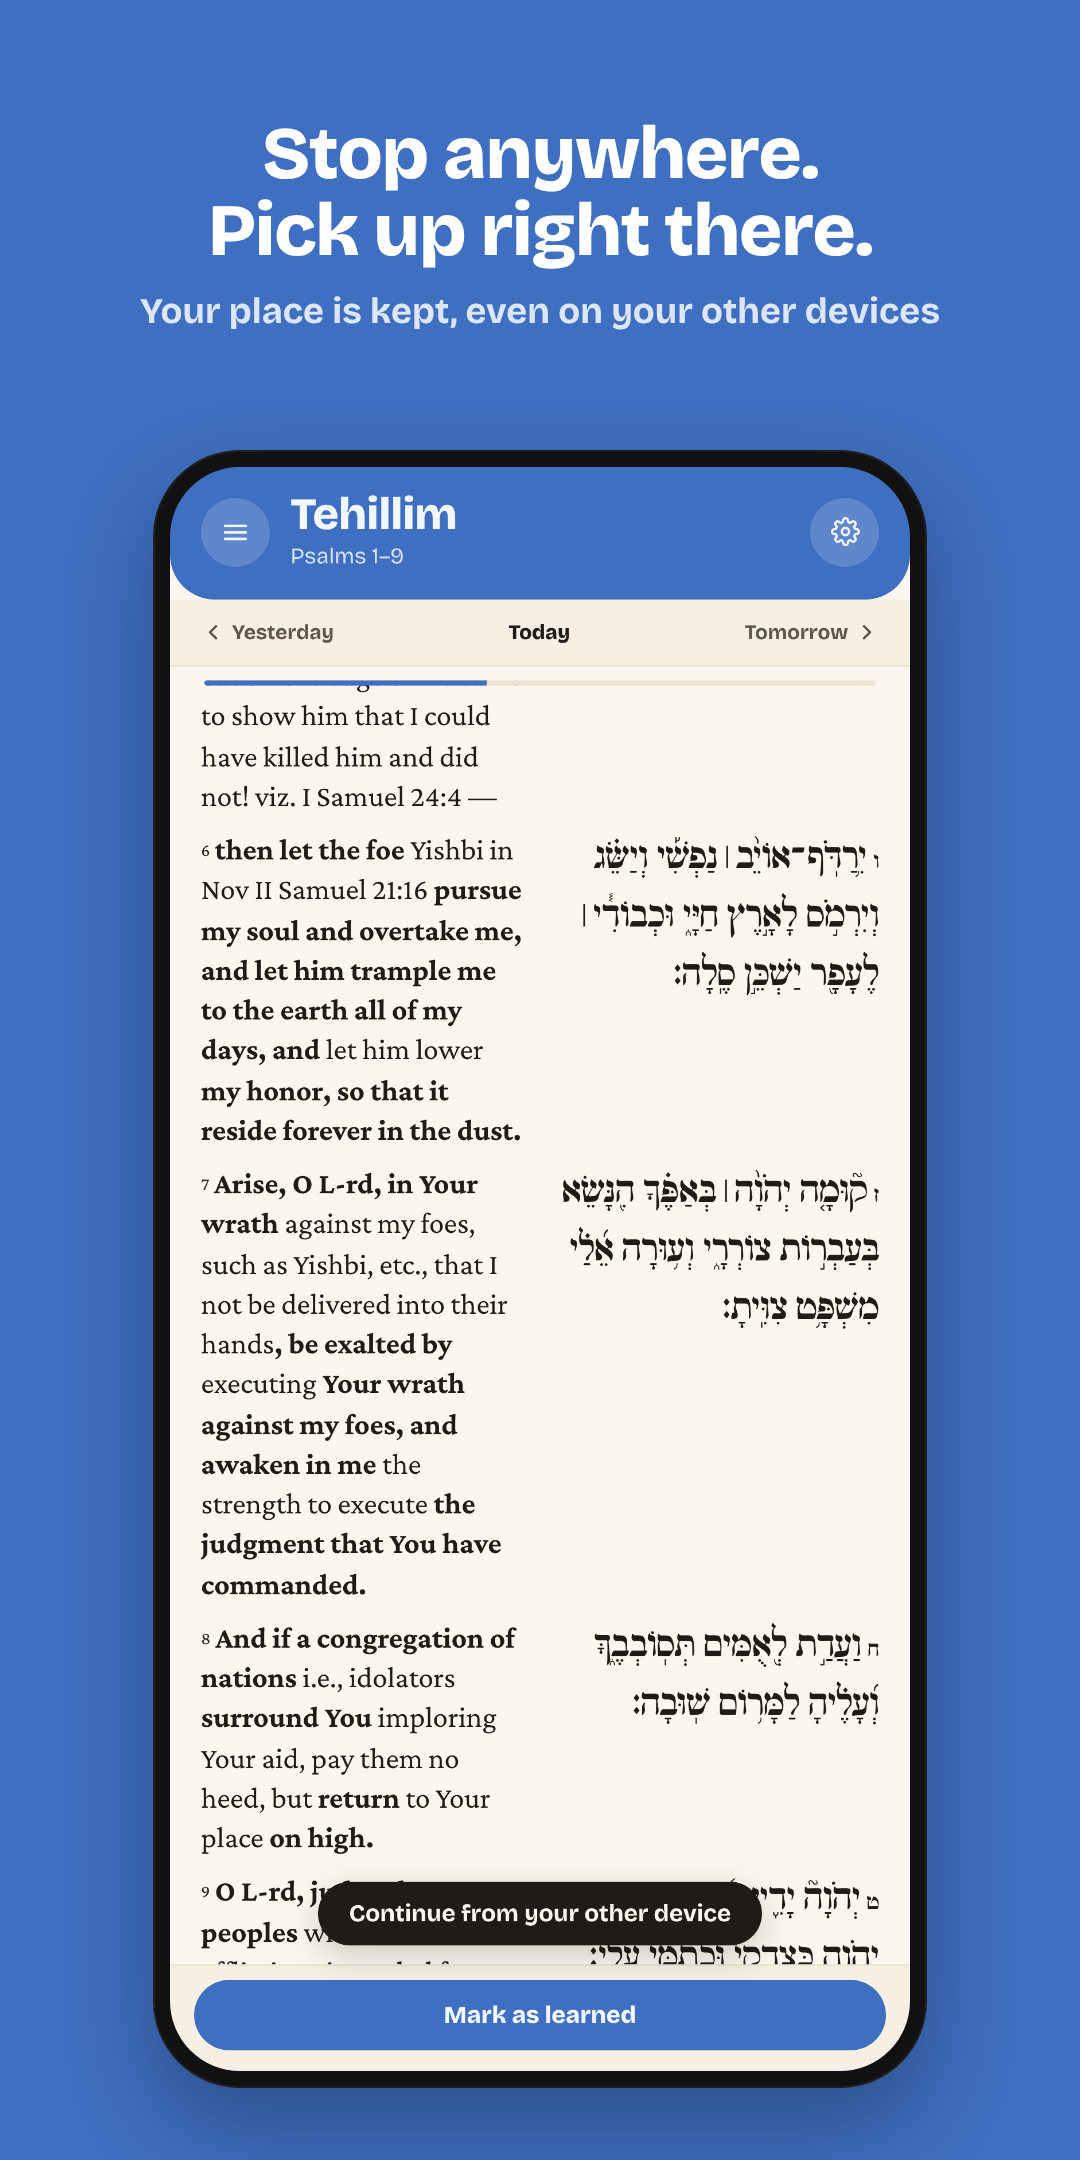 Stop anywhere.
Pick up right there.
Your place is kept, even on your other devices
Tehillim
Psalms 1–9
Yesterday
Today
Tomorrow
to show him that I could
have killed him and did
not! viz. I Samuel 24:4 —
6 then let the foe Yishbi in
Nov II Samuel 21:16 pursue
my soul and overtake me,
and let him trample me
to the earth all of my
days, and let him lower
my honor, so that it
reside forever in the dust.
ו יִֽרַדֹּֽף־אוֹיֵ֨ב ׀ נַפְשִׁ֡י וְיַשֵּׂ֗ג
וְיִרְמֹ֣ס לָאָ֣רֶץ חַיָּ֑י וּכְבוֹדִ֓י ׀
לֶעָפָ֖ר יַשְׁכֵּ֣ן סֶֽלָה׃
7 Arise, O L-rd, in Your
wrath against my foes,
such as Yishbi, etc., that I
not be delivered into their
hands, be exalted by
executing Your wrath
against my foes, and
awaken in me the
strength to execute the
judgment that You have
commanded.
ז ק֘וּמָ֤ה יְהֹוָ֨ה ׀ בְּאַפֶּ֗ךָ הִ֭נָּשֵׂא
בְּעַבְר֣וֹת צוֹרְרָ֑י וְע֥וּרָה אֵ֝לַ֗י
מִשְׁפָּ֥ט צִוִּֽיתָ׃
8 And if a congregation of
nations i.e., idolators
surround You imploring
Your aid, pay them no
heed, but return to Your
place on high.
ח וַעֲדַ֣ת לְ֭אֻמִּים תְּסֽוֹבְבֶ֑ךָּ
וְ֝עָלֶ֗יהָ לַמָּר֥וֹם שֽׁוּבָה׃
9 O L-rd,
peoples
ט יְהֹוָה֮
יְהֹוָ֑ה כְּצִדְקִ֖י וּכְתֻמִּ֣י עָלָֽי׃
Continue from your other device
Mark as learned